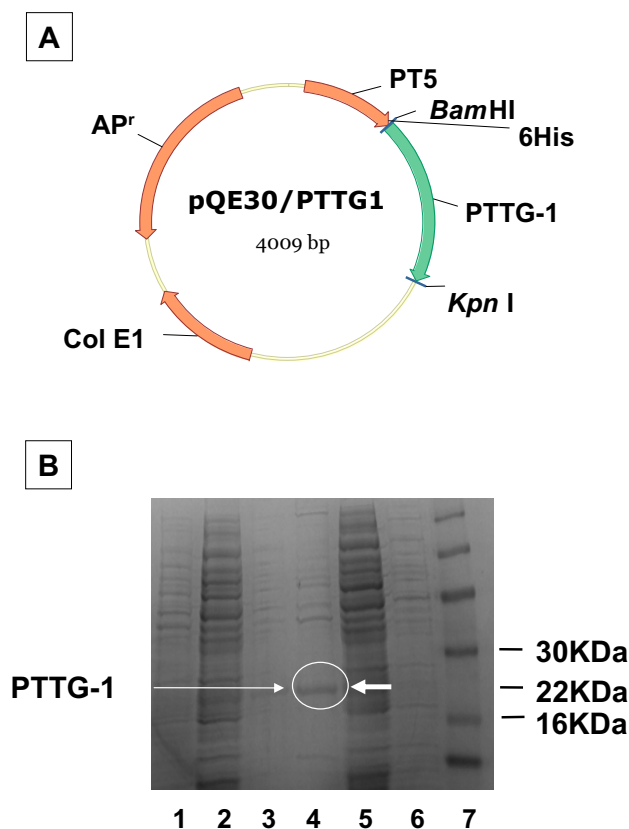 A
PT5
BamHI
6His
APr
pQE30/PTTG1
4009 bp
PTTG-1
Kpn I
Col E1
B
30KDa
PTTG-1
22KDa
16KDa
1 2 3 4 5 6 7